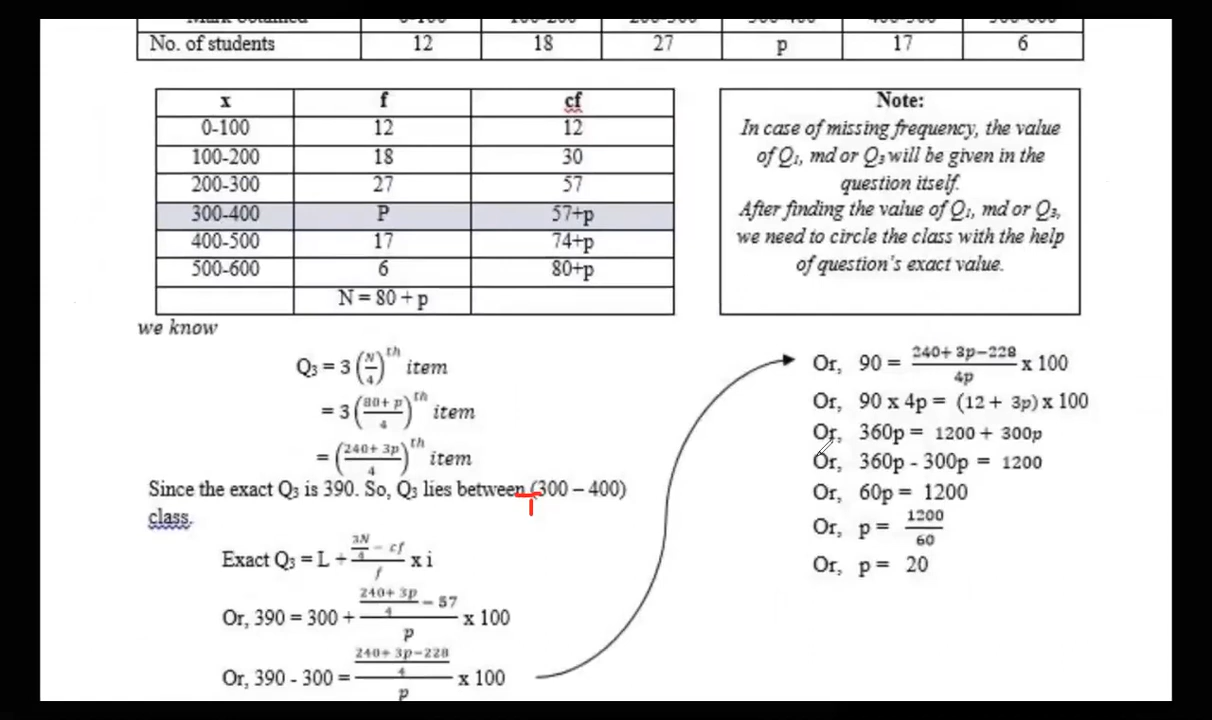 No. of students 12 18 27 p 17 6
x f cf
0-100 12 12
100-200 18 30
200-300 27 57
300-400 P 57+p
400-500 17 74+p
500-600 6 80+p
N = 80 + p
Note:
In case of missing frequency, the value
of Q₁, md or Q₃ will be given in the
question itself.
After finding the value of Q₁, md or Q₃,
we need to circle the class with the help
of question's exact value.
we know
Q₃ = 3 (N/4)^th item
= 3 (80+ p/4)^th item
= (240+ 3p/4)^th item
Since the exact Q₃ is 390. So, Q₃ lies between (300 – 400)
class.
Exact Q₃ = L + (3N/4 – cf)/f x i
Or, 390 = 300 + (240+ 3p/4 – 57)/p x 100
Or, 390 - 300 = (240+ 3p–228/4)/p x 100
Or, 90 = 240+ 3p–228/4p x 100
Or, 90 x 4p = (12 + 3p) x 100
Or, 360p = 1200 + 300p
Or, 360p - 300p = 1200
Or, 60p = 1200
Or, p = 1200/60
Or, p = 20